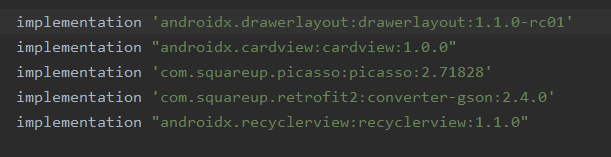 implementation 'androidx.drawerlayout:drawerlayout:1.1.0-rc01'
implementation "androidx.cardview:cardview:1.0.0"
implementation 'com.squareup.picasso:picasso:2.71828'
implementation 'com.squareup.retrofit2:converter-gson:2.4.0'
implementation "androidx.recyclerview:recyclerview:1.1.0"